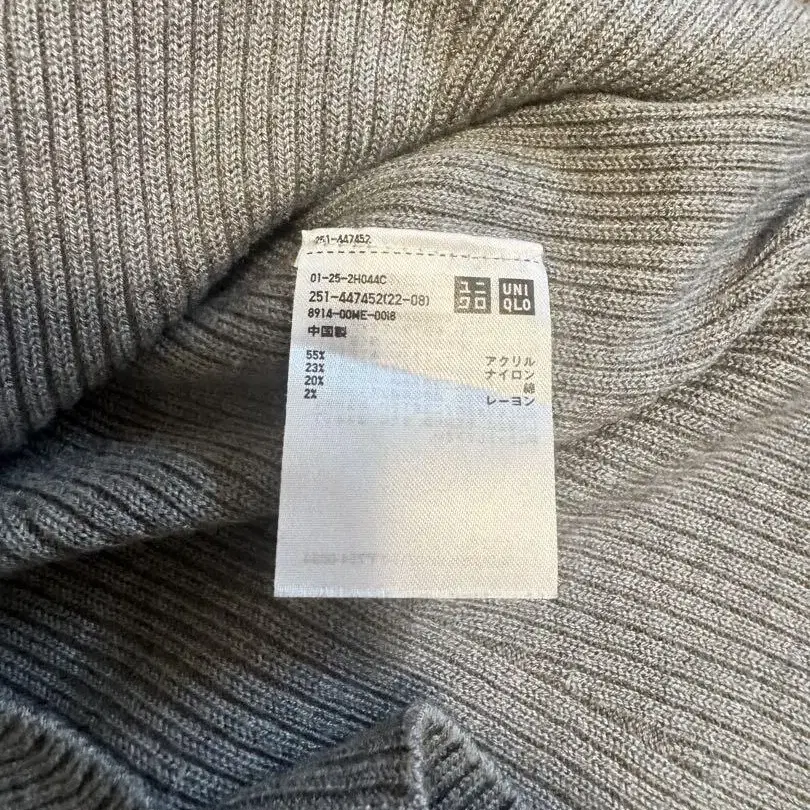 251-447452
01-25-2H044C
251-447452(22-08)
8914-00WE-0018
中国製
ユニ
クロ
UNI
QLO
55% アクリル
23% ナイロン
20% 綿
2% レーヨン